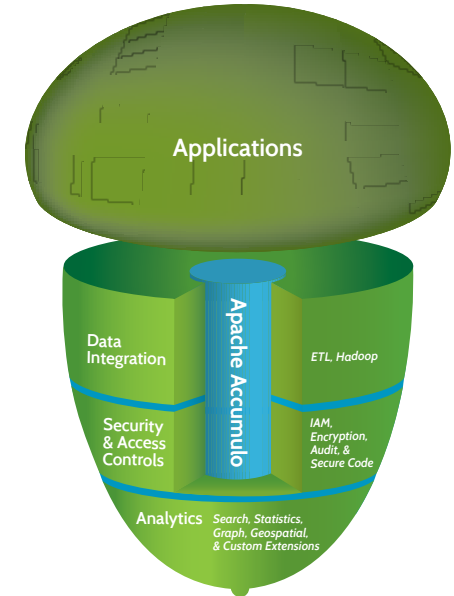 Applications
Apache Accumulo
Data
Integration
ETL, Hadoop
Security
& Access
Controls
IAM,
Encryption,
Audit, &
Secure Code
Analytics
Search, Statistics,
Graph, Geospatial,
& Custom Extensions